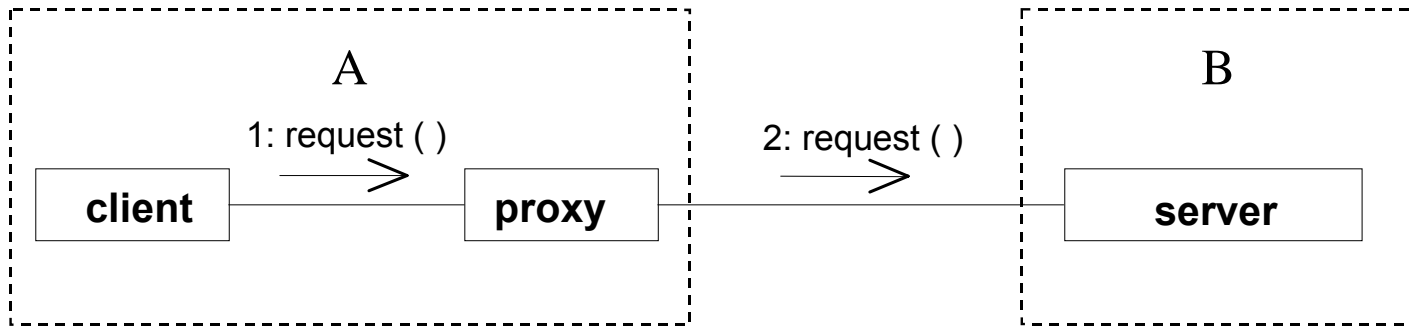 A
B
1: request ( )
2: request ( )
client
proxy
server